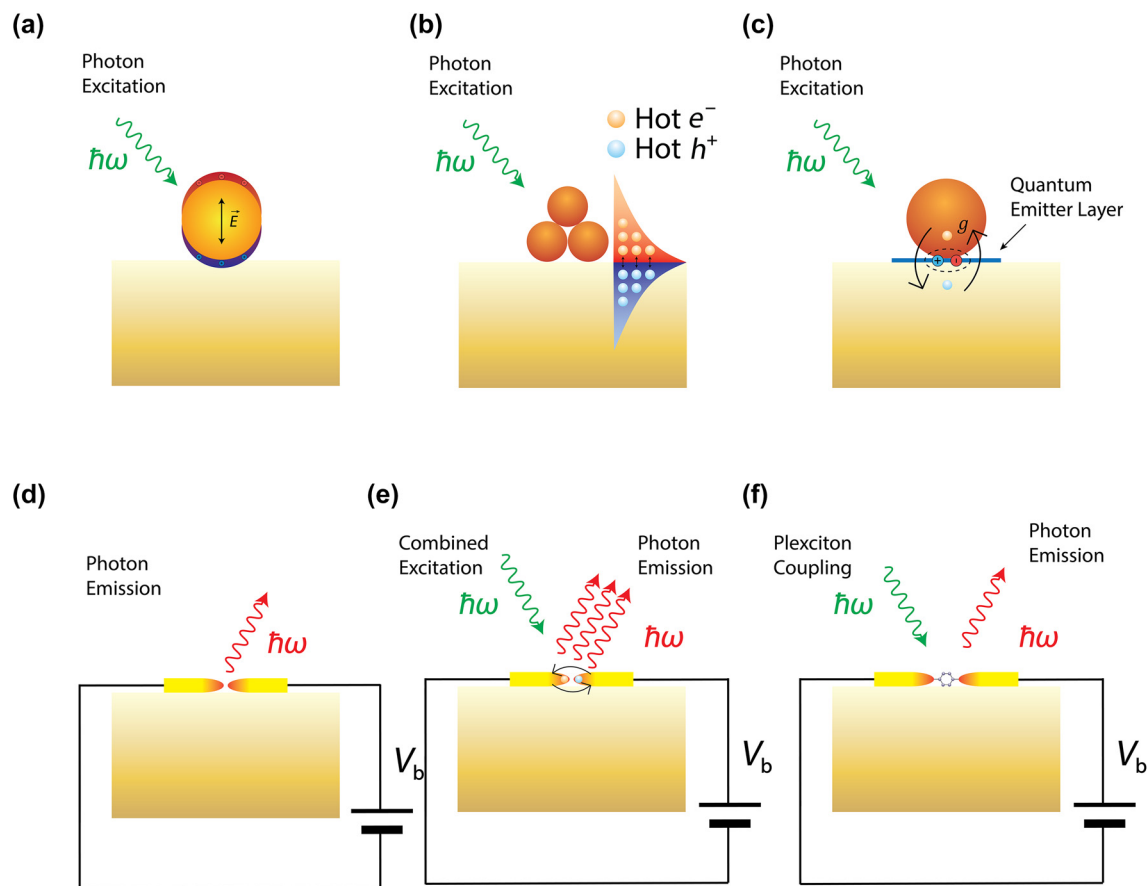 (a)
Photon
Excitation
ħω
E⃗
(b)
Photon
Excitation
ħω
Hot e⁻
Hot h⁺
(c)
Photon
Excitation
ħω
Quantum
Emitter Layer
g
+
-
(d)
Photon
Emission
ħω
V_b
(e)
Combined
Excitation
ħω
Photon
Emission
ħω
V_b
(f)
Plexciton
Coupling
ħω
Photon
Emission
ħω
V_b